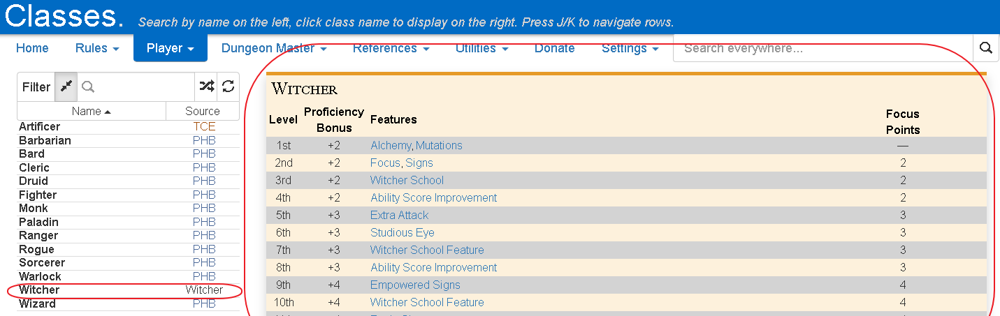 Classes. Search by name on the left, click class name to display on the right. Press J/K to navigate rows.
Home Rules Player Dungeon Master References Utilities Donate Settings Search everywhere...
Filter
Name Source
Artificer TCE
Barbarian PHB
Bard PHB
Cleric PHB
Druid PHB
Fighter PHB
Monk PHB
Paladin PHB
Ranger PHB
Rogue PHB
Sorcerer PHB
Warlock PHB
Witcher Witcher
Wizard PHB
Witcher
Level Proficiency Bonus Features Focus Points
1st +2 Alchemy, Mutations —
2nd +2 Focus, Signs 2
3rd +2 Witcher School 2
4th +2 Ability Score Improvement 2
5th +3 Extra Attack 3
6th +3 Studious Eye 3
7th +3 Witcher School Feature 3
8th +3 Ability Score Improvement 3
9th +4 Empowered Signs 4
10th +4 Witcher School Feature 4